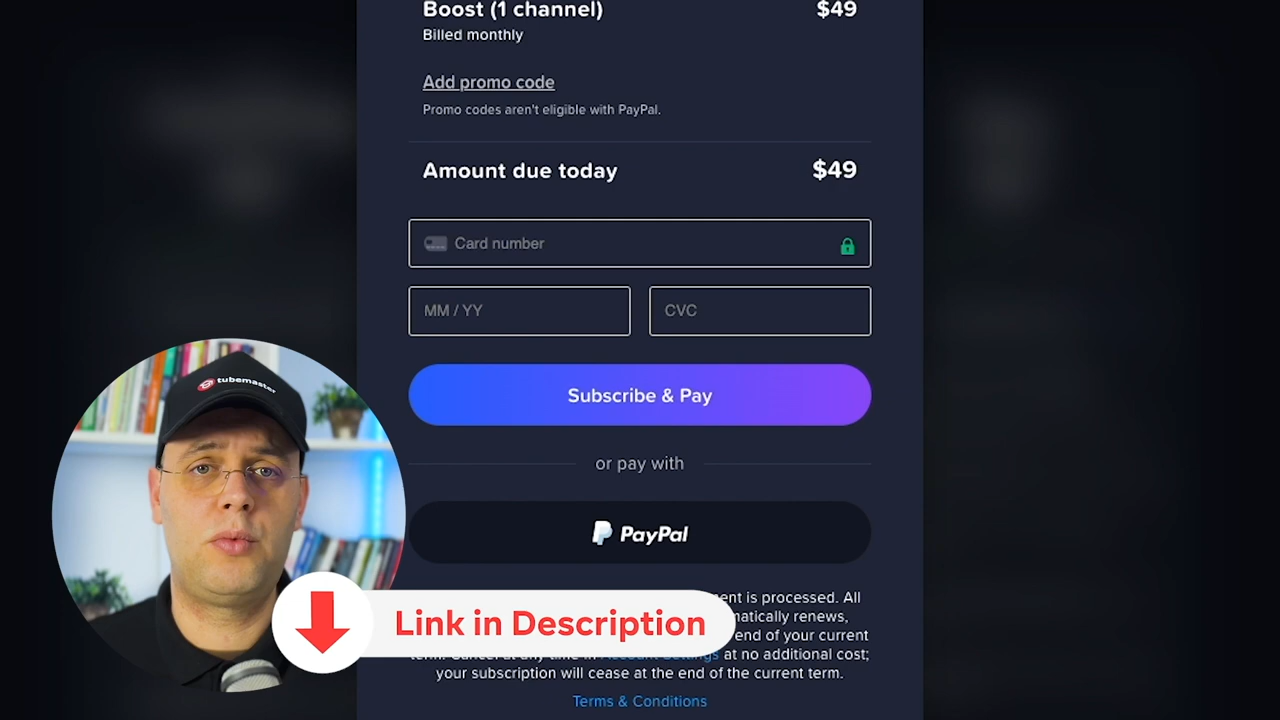 Boost (1 channel) $49
Billed monthly
Add promo code
Promo codes aren't eligible with PayPal.
Amount due today $49
Card number
MM / YY CVC
Subscribe & Pay
or pay with
PayPal
tubemaster
is processed. All
renews,
end of your current
Link in Description
at no additional cost;
your subscription will cease at the end of the current term.
Terms & Conditions